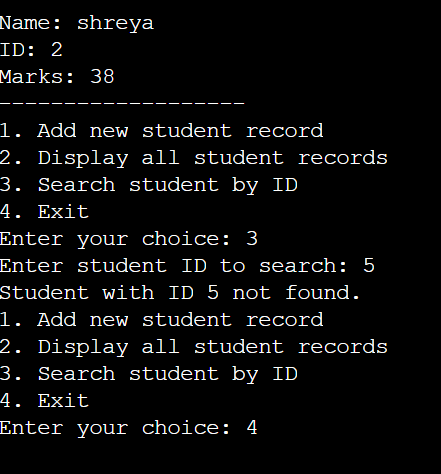 Name: shreya
ID: 2
Marks: 38
-------------------
1. Add new student record
2. Display all student records
3. Search student by ID
4. Exit
Enter your choice: 3
Enter student ID to search: 5
Student with ID 5 not found.
1. Add new student record
2. Display all student records
3. Search student by ID
4. Exit
Enter your choice: 4